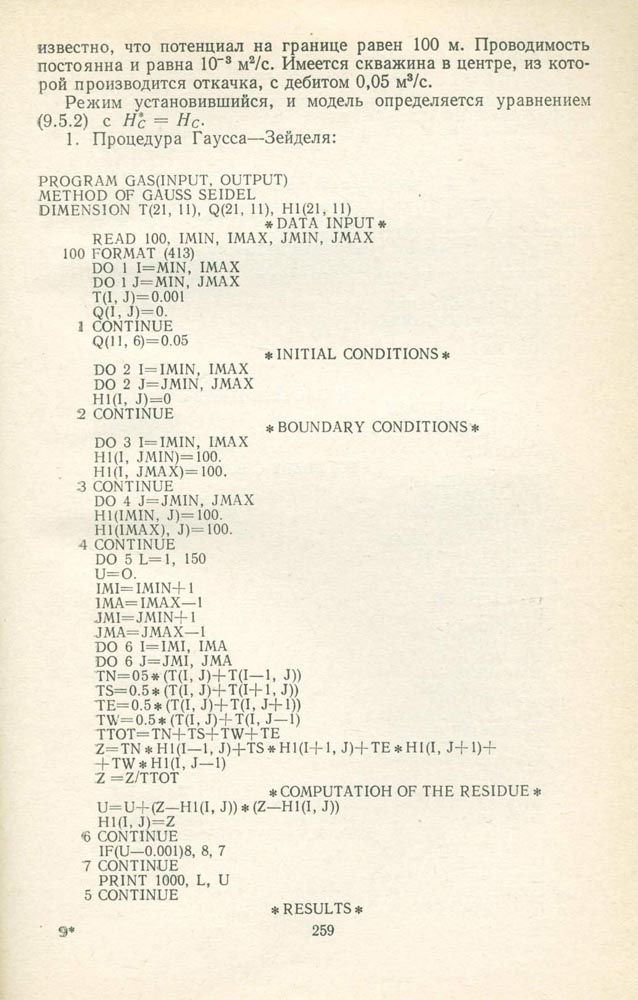 известно, что потенциал на границе равен 100 м. Проводимость
постоянна и равна 10⁻³ м²/с. Имеется скважина в центре, из кото-
рой производится откачка, с дебитом 0,05 м³/с.
Режим установившийся, и модель определяется уравнением
(9.5.2) с H*c = Hc.
1. Процедура Гаусса—Зейделя:
PROGRAM GAS(INPUT, OUTPUT)
METHOD OF GAUSS SEIDEL
DIMENSION T(21, 11), Q(21, 11), H1(21, 11)
*DATA INPUT*
READ 100, IMIN, IMAX, JMIN, JMAX
100 FORMAT (413)
DO 1 I=MIN, IMAX
DO 1 J=MIN, JMAX
T(I, J)=0.001
Q(I, J)=0.
1 CONTINUE
Q(11, 6)=0.05
*INITIAL CONDITIONS*
DO 2 I=IMIN, IMAX
DO 2 J=JMIN, JMAX
H1(I, J)=0
2 CONTINUE
*BOUNDARY CONDITIONS*
DO 3 I=IMIN, IMAX
H1(I, JMIN)=100.
H1(I, JMAX)=100.
3 CONTINUE
DO 4 J=JMIN, JMAX
H1(IMIN, J)=100.
H1(IMAX), J)=100.
4 CONTINUE
DO 5 L=1, 150
U=O.
IMI=IMIN+1
IMA=IMAX—1
JMI=JMIN+1
JMA=JMAX—1
DO 6 I=IMI, IMA
DO 6 J=JMI, JMA
TN=05*(T(I, J)+T(I—1, J))
TS=0.5*(T(I, J)+T(I+1, J))
TE=0.5*(T(I, J)+T(I, J+1))
TW=0.5*(T(I, J)+T(I, J—1)
TTOT=TN+TS+TW+TE
Z=TN*H1(I—1, J)+TS*H1(I+1, J)+TE*H1(I, J+1)+
+TW*H1(I, J—1)
Z =Z/TTOT
*COMPUTATIOH OF THE RESIDUE*
U=U+(Z—H1(I, J))*(Z—H1(I, J))
H1(I, J)=Z
6 CONTINUE
IF(U—0.001)8, 8, 7
7 CONTINUE
PRINT 1000, L, U
5 CONTINUE
*RESULTS*
9* 259